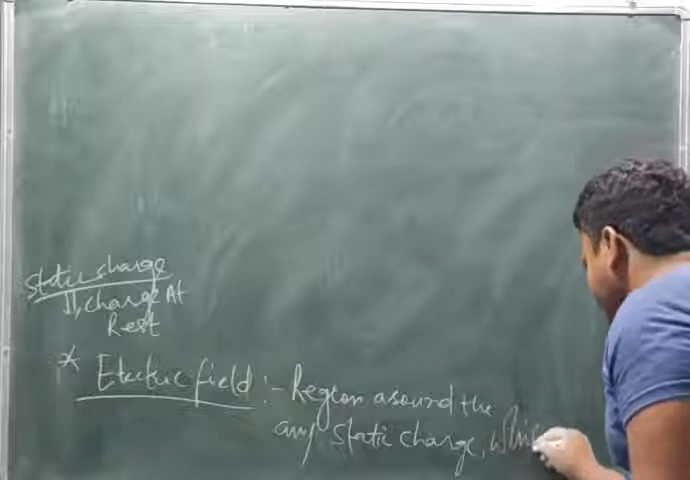 Static charge
⇓, charge At
Rest
* Electric field :- Region around the
any static charge, whi